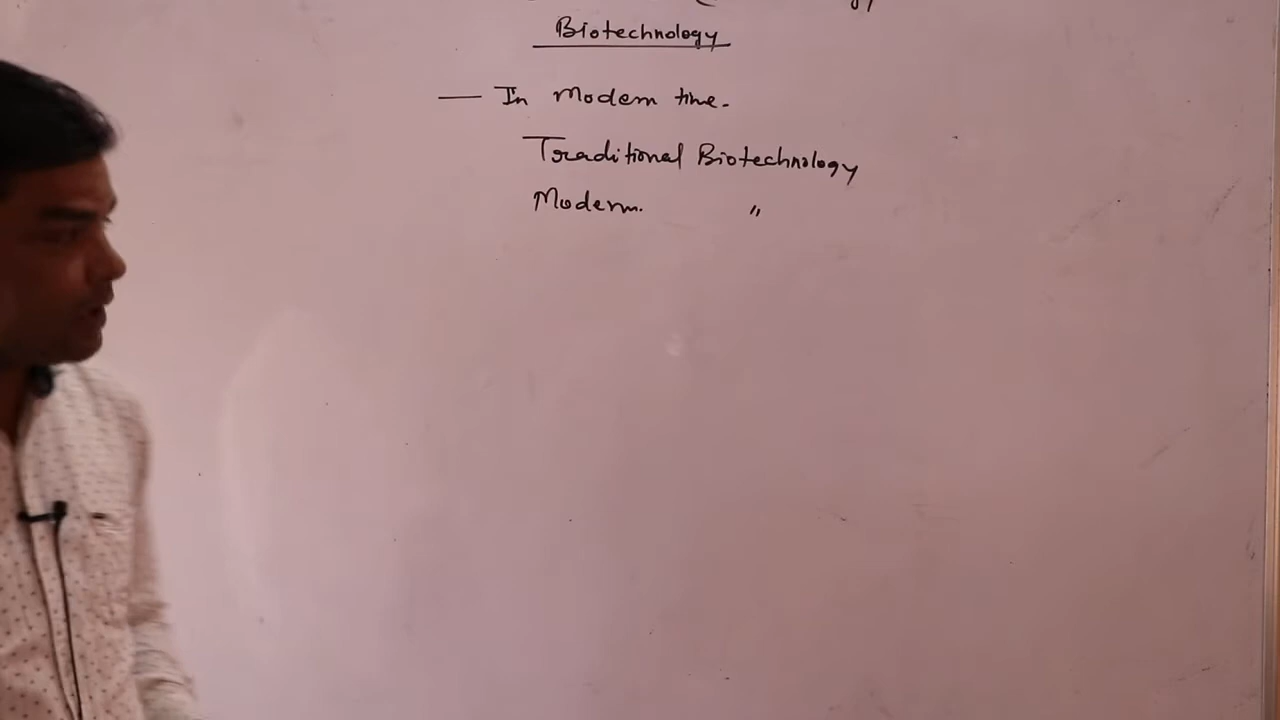 Biotechnology
— In Modern time.
Traditional Biotechnology
Modern. "